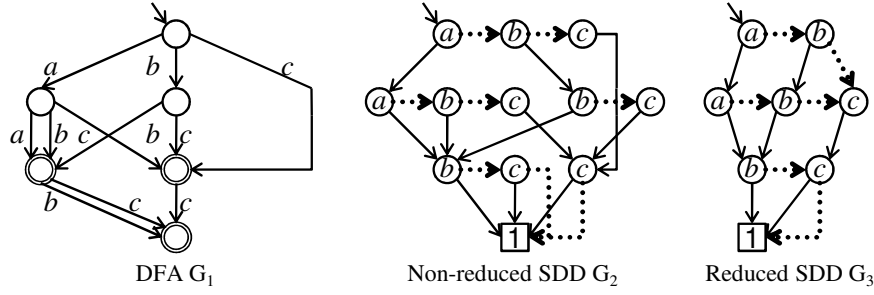 a b c
a b c b c
b c
DFA G₁
a b c
a b c b c
b c c
1
Non-reduced SDD G₂
a b
a b c
b c
1
Reduced SDD G₃